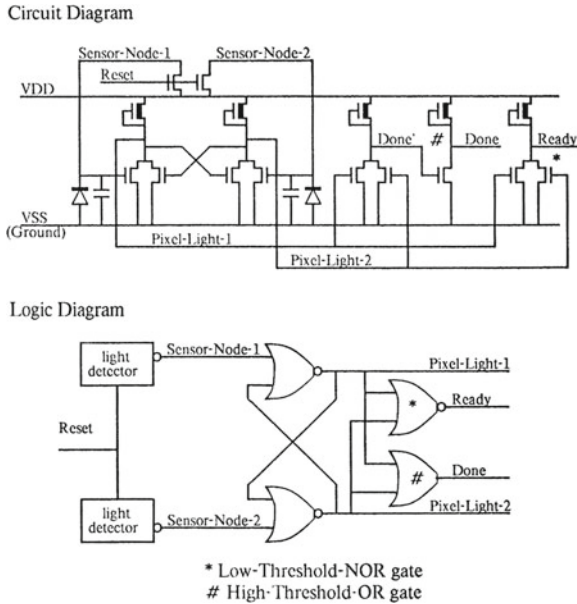 Circuit Diagram
Sensor-Node-1
Sensor-Node-2
Reset
VDD
Done'
#
Done
Ready
*
VSS
(Ground)
Pixel-Light-1
Pixel-Light-2
Logic Diagram
light
detector
Sensor-Node-1
Pixel-Light-1
*
Ready
Reset
#
Done
light
detector
Sensor-Node-2
Pixel-Light-2
* Low-Threshold-NOR gate
# High-Threshold-OR gate